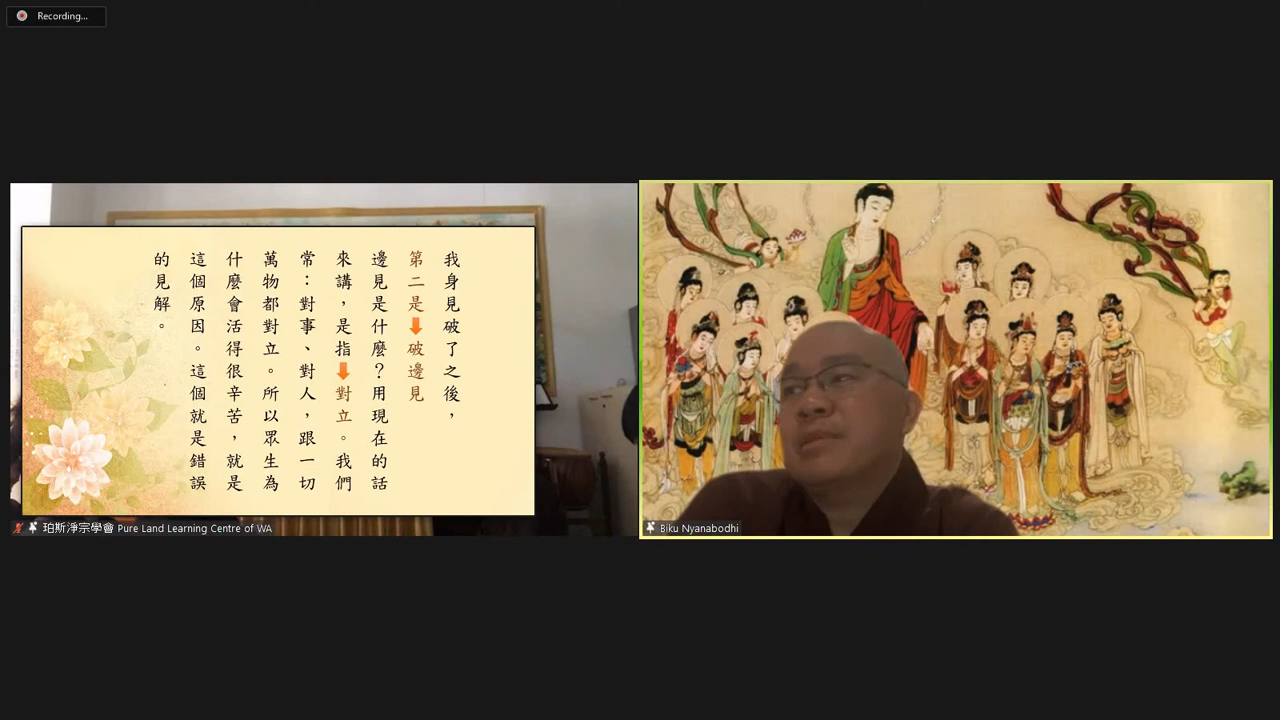 Recording...
我身見破了之後，
第二是⬇破邊見
邊見是什麼？用現在的話
來講，是指⬇對立。我們
常：對事、對人，跟一切
萬物都對立。所以眾生為
什麼會活得很辛苦，就是
這個原因。這個就是錯誤
的見解。
珀斯淨宗學會 Pure Land Learning Centre of WA
Biku Nyanabodhi